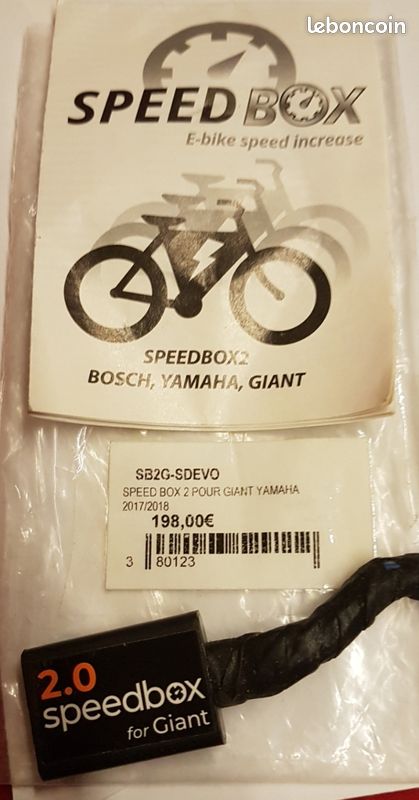 leboncoin
SPEEDBOX
E-bike speed increase
SPEEDBOX2
BOSCH, YAMAHA, GIANT
SB2G-SDEVO
SPEED BOX 2 POUR GIANT YAMAHA
2017/2018
198,00€
3 80123
2.0
speedbox
for Giant